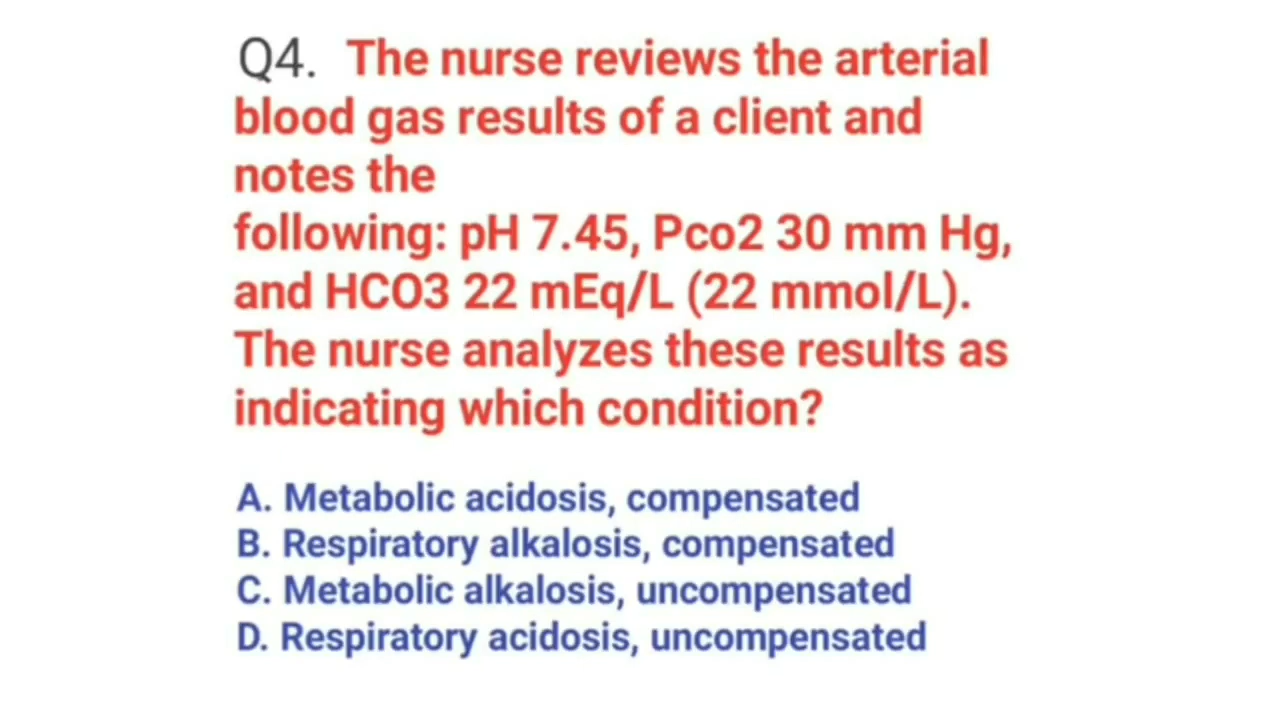 Q4. The nurse reviews the arterial
blood gas results of a client and
notes the
following: pH 7.45, Pco2 30 mm Hg,
and HCO3 22 mEq/L (22 mmol/L).
The nurse analyzes these results as
indicating which condition?
A. Metabolic acidosis, compensated
B. Respiratory alkalosis, compensated
C. Metabolic alkalosis, uncompensated
D. Respiratory acidosis, uncompensated